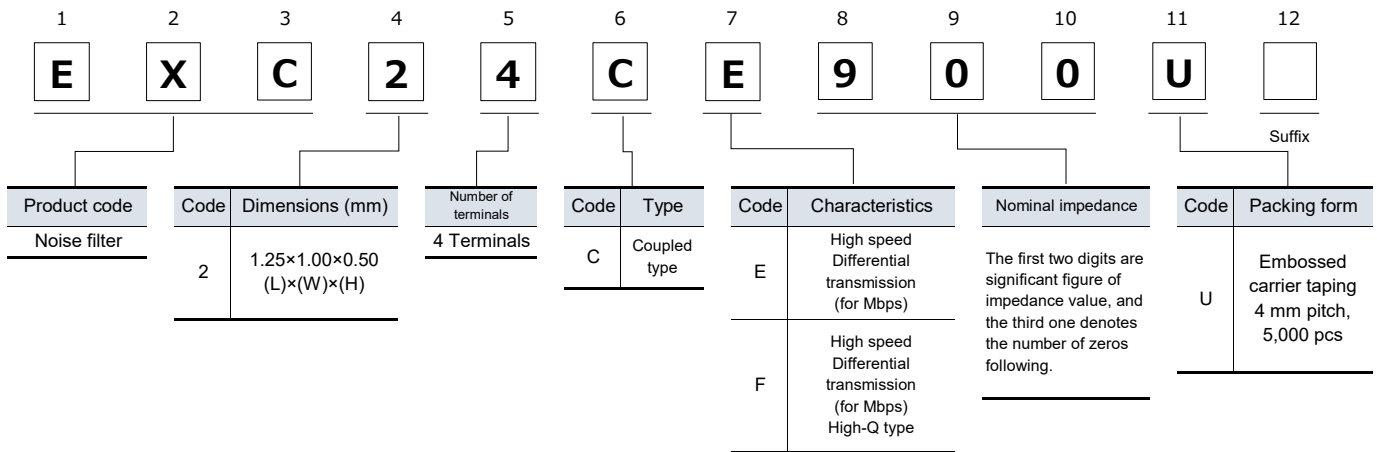 1 2 3 4 5 6 7 8 9 10 11 12
E X C 2 4 C E 9 0 0 U
Suffix
Product code
Noise filter
Code Dimensions (mm)
2 1.25×1.00×0.50
(L)×(W)×(H)
Number of
terminals
4 Terminals
Code Type
C Coupled
type
Code Characteristics
E High speed
Differential
transmission
(for Mbps)
F High speed
Differential
transmission
(for Mbps)
High-Q type
Nominal impedance
The first two digits are
significant figure of
impedance value, and
the third one denotes
the number of zeros
following.
Code Packing form
U Embossed
carrier taping
4 mm pitch,
5,000 pcs